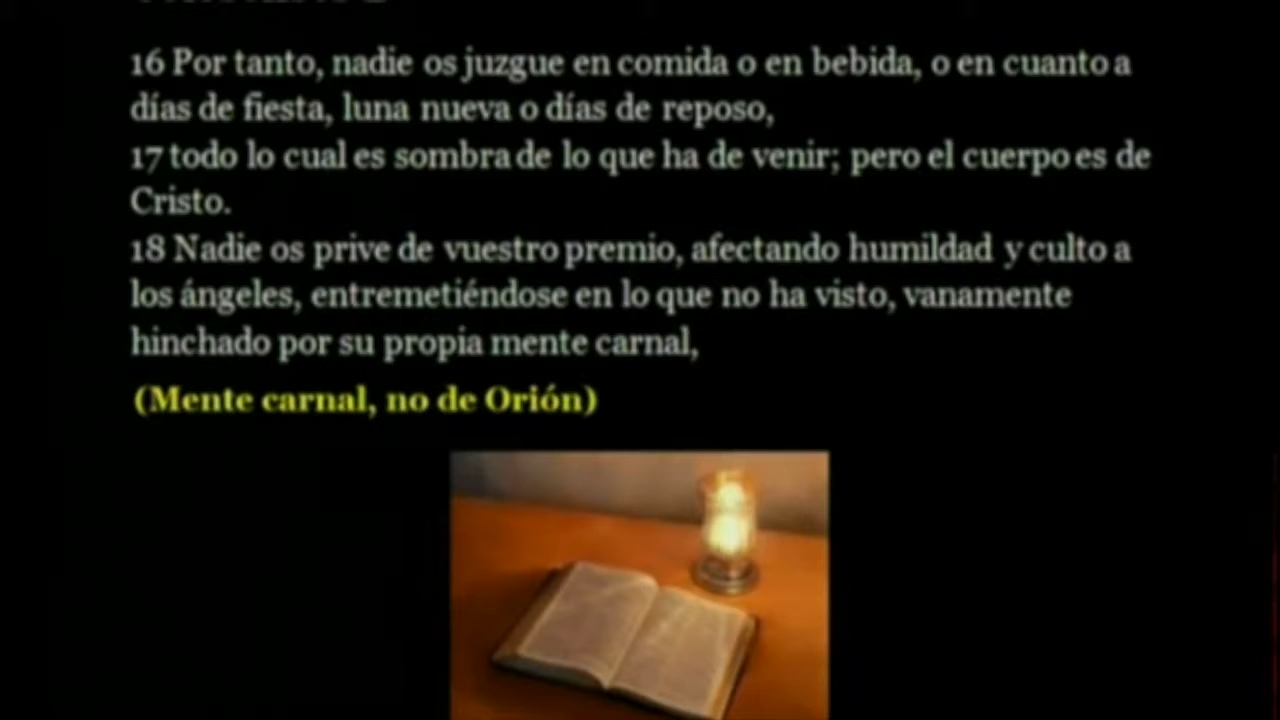 16 Por tanto, nadie os juzgue en comida o en bebida, o en cuanto a
días de fiesta, luna nueva o días de reposo,
17 todo lo cual es sombra de lo que ha de venir; pero el cuerpo es de
Cristo.
18 Nadie os prive de vuestro premio, afectando humildad y culto a
los ángeles, entremetiéndose en lo que no ha visto, vanamente
hinchado por su propia mente carnal,
(Mente carnal, no de Orión)